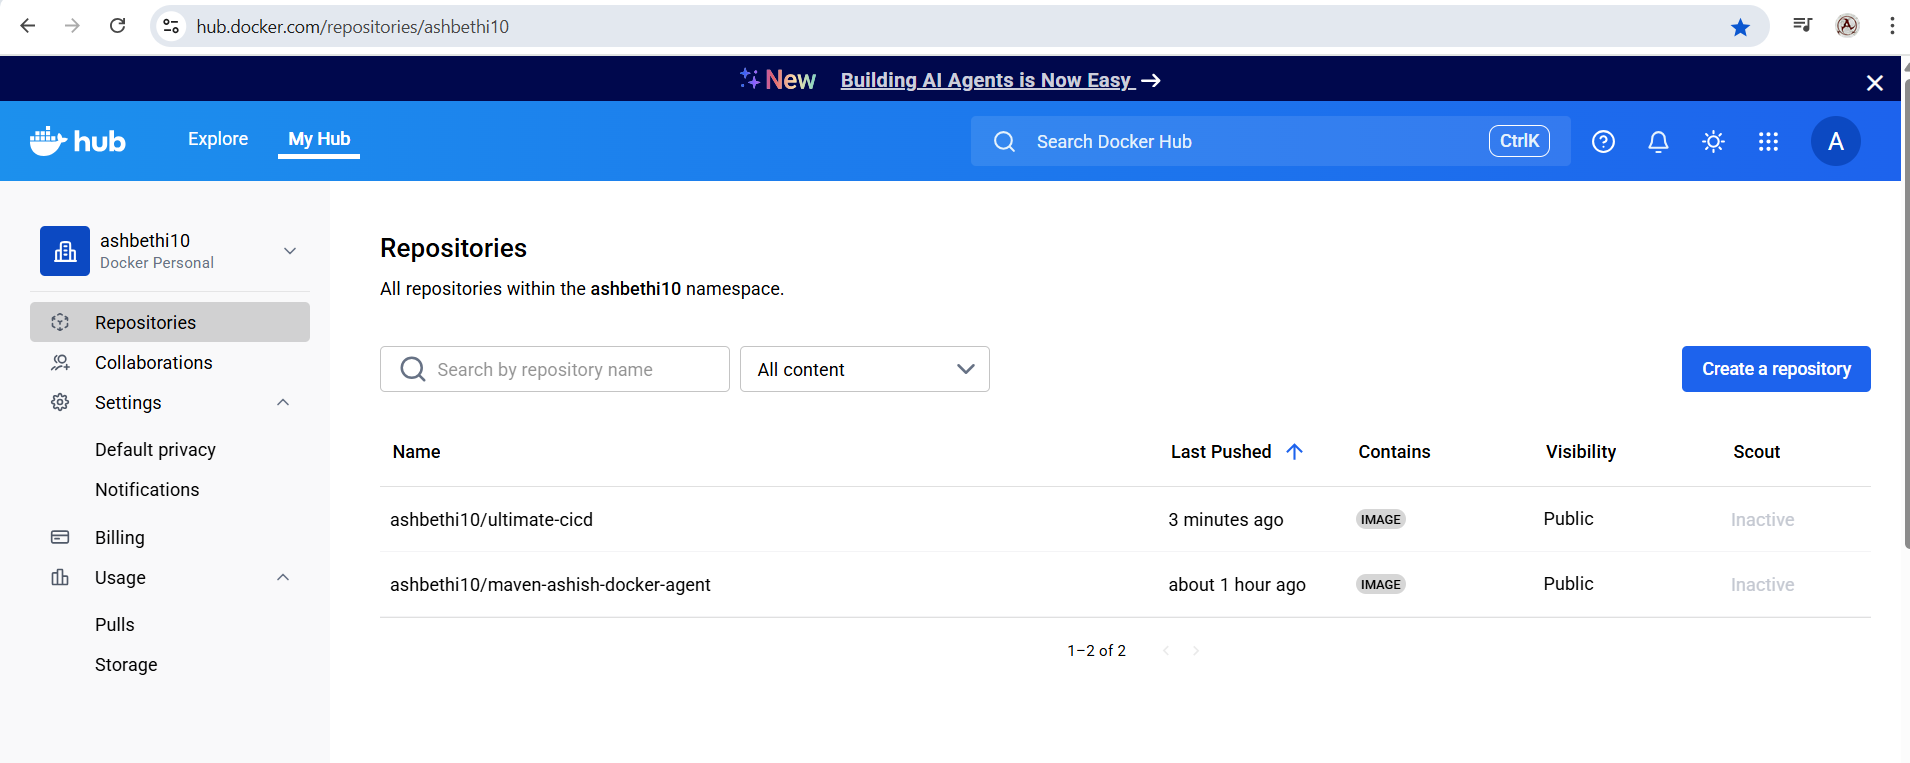 hub.docker.com/repositories/ashbethi10
New Building AI Agents is Now Easy →
hub Explore My Hub Search Docker Hub CtrlK A
ashbethi10
Docker Personal
Repositories
Collaborations
Settings
Default privacy
Notifications
Billing
Usage
Pulls
Storage
Repositories
All repositories within the ashbethi10 namespace.
Search by repository name All content Create a repository
Name Last Pushed Contains Visibility Scout
ashbethi10/ultimate-cicd 3 minutes ago IMAGE Public Inactive
ashbethi10/maven-ashish-docker-agent about 1 hour ago IMAGE Public Inactive
1–2 of 2